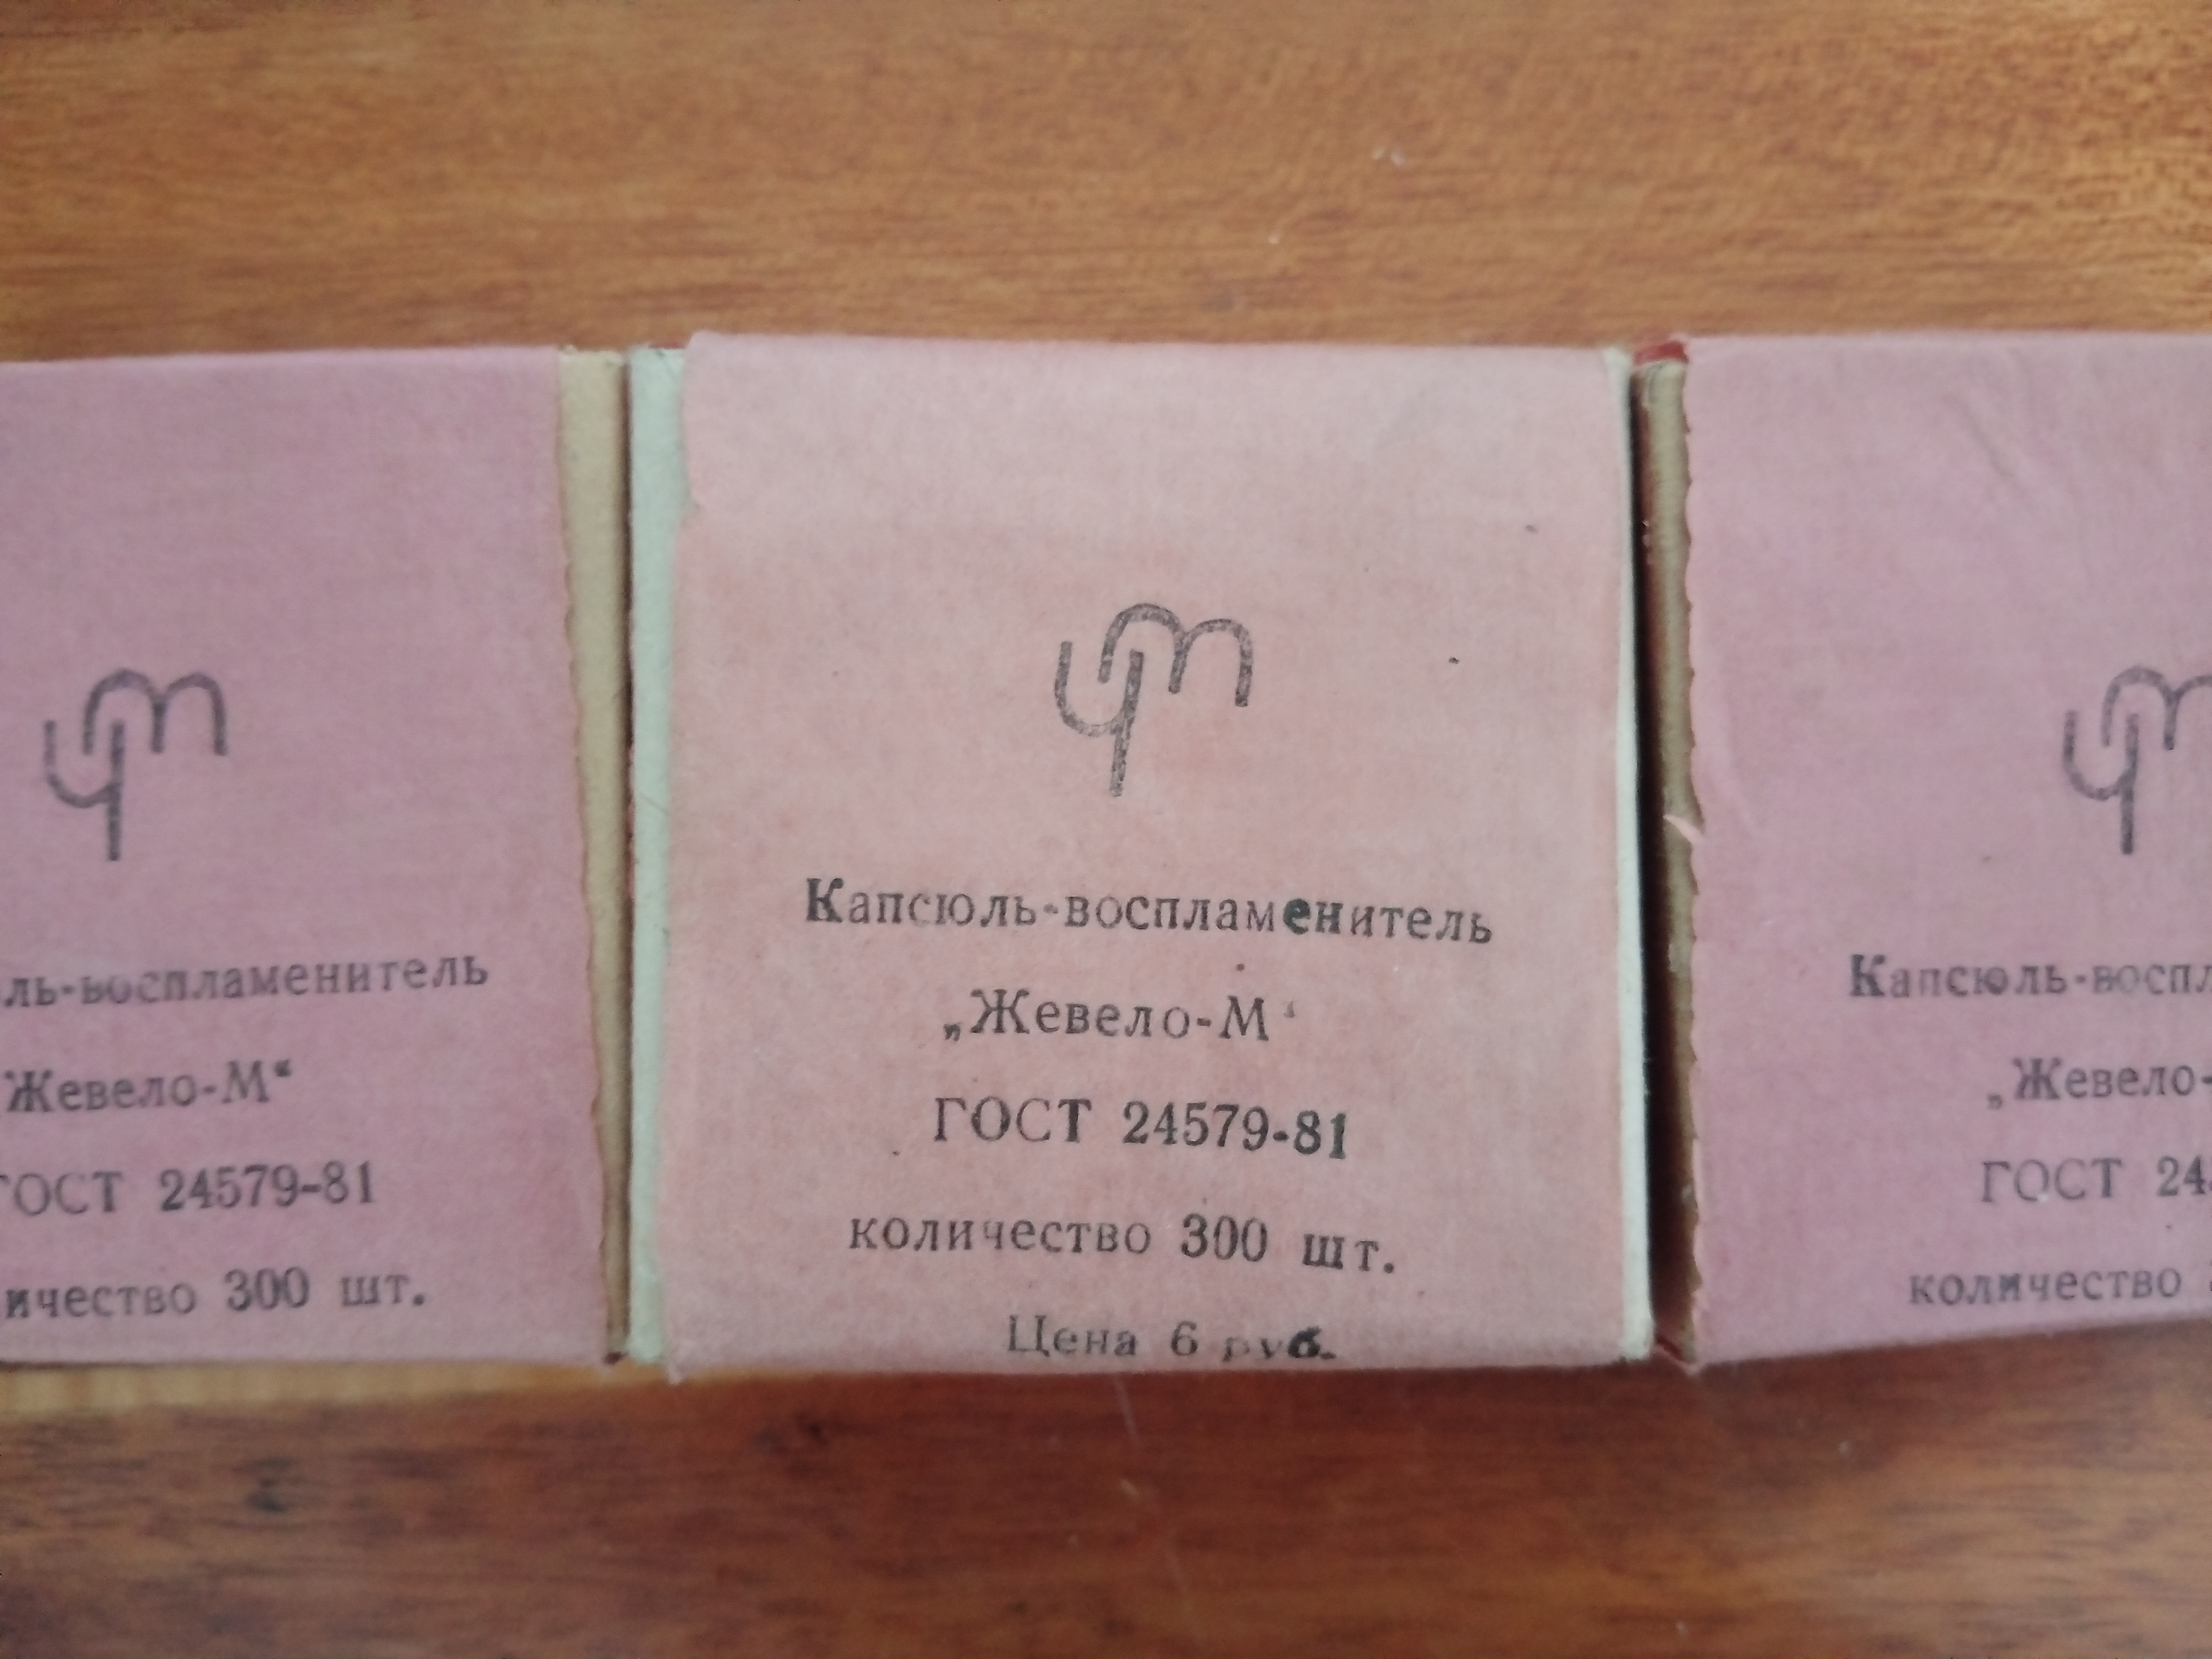 ль-воспламенитель
Жевело-М“
ГОСТ 24579-81
ичество 300 шт.
Капсюль-воспламенитель
„Жевело-М“
ГОСТ 24579-81
количество 300 шт.
Цена 6 руб.
Капсюль-воспл
„Жевело-
ГОСТ 24
количество